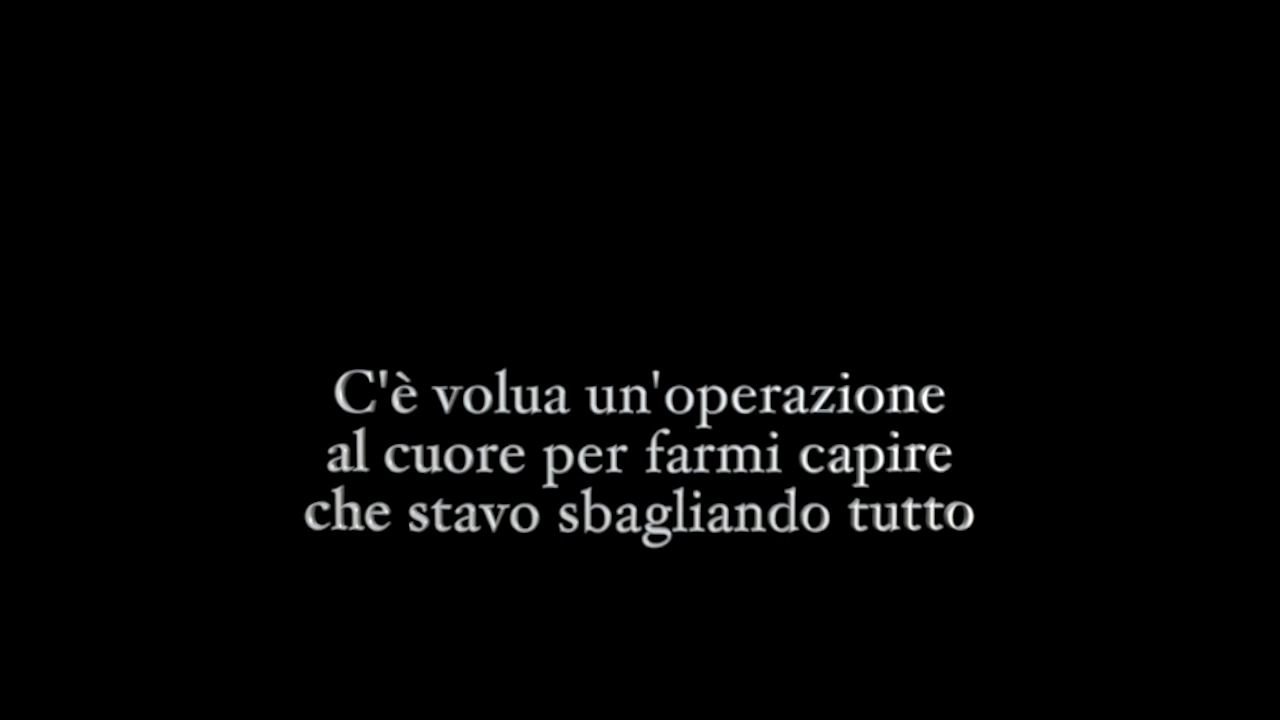 C'è volua un'operazione
al cuore per farmi capire
che stavo sbagliando tutto